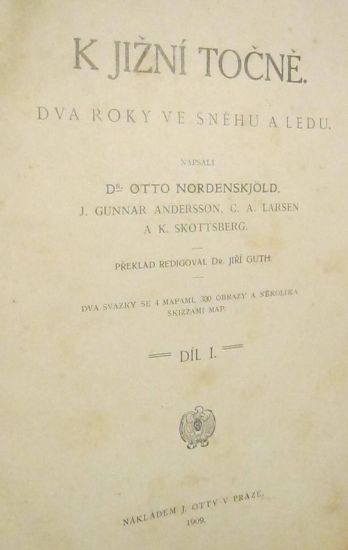 K JIŽNÍ TOČNĚ.
DVA ROKY VE SNĚHU A LEDU.
NAPSALI
DR. OTTO NORDENSKJÖLD,
J. GUNNAR ANDERSSON, C. A. LARSEN
A K. SKOTTSBERG.
PŘEKLAD REDIGOVAL DR. JIŘÍ GUTH.
DVA SVAZKY SE 4 MAPAMI, 300 OBRAZY A NĚKOLIKA
SKIZZAMI MAP.
DÍL I.
NÁKLADEM J. OTTY V PRAZE,
1909.